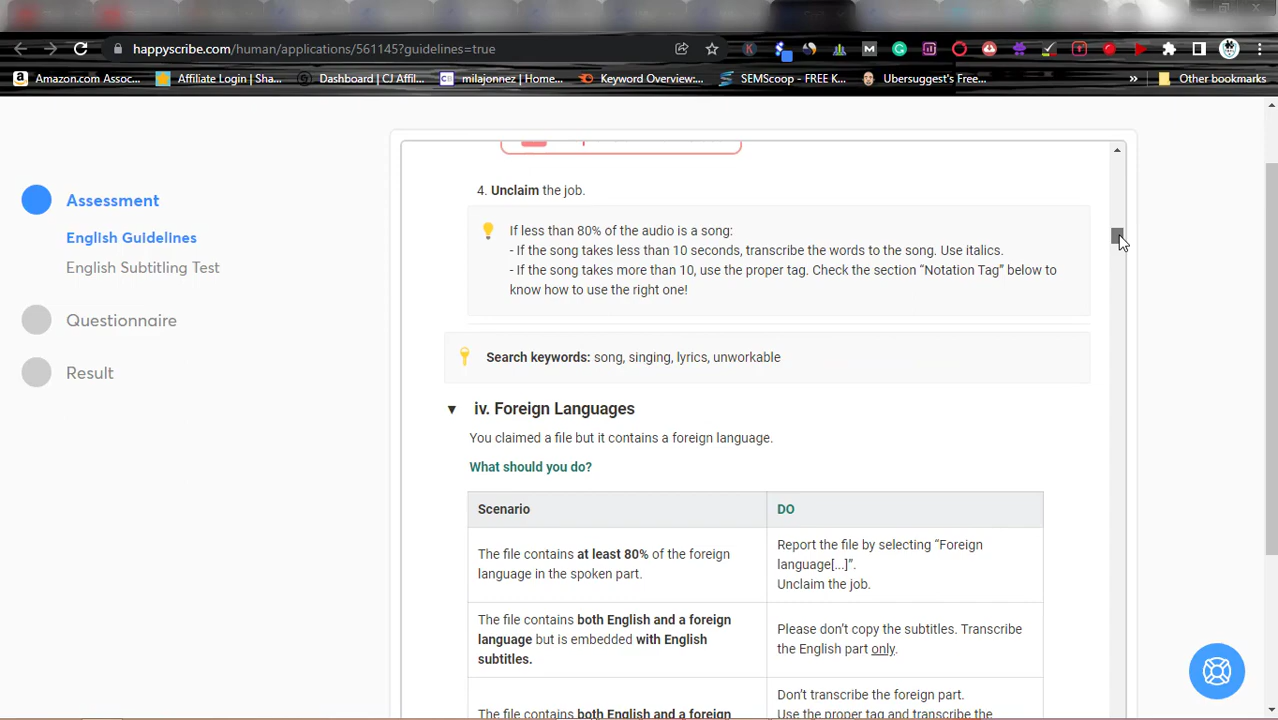 happyscribe.com/human/applications/561145?guidelines=true
Amazon.com Assoc...
Affiliate Login | Sha...
Dashboard | CJ Affil...
milajonnez | Home...
Keyword Overview:...
SEMScoop - FREE K...
Ubersuggest's Free...
»
Other bookmarks
Assessment
English Guidelines
English Subtitling Test
Questionnaire
Result
4. Unclaim the job.
If less than 80% of the audio is a song:
- If the song takes less than 10 seconds, transcribe the words to the song. Use italics.
- If the song takes more than 10, use the proper tag. Check the section “Notation Tag” below to
know how to use the right one!
Search keywords: song, singing, lyrics, unworkable
iv. Foreign Languages
You claimed a file but it contains a foreign language.
What should you do?
Scenario
DO
The file contains at least 80% of the foreign
language in the spoken part.
Report the file by selecting “Foreign
language[...]”.
Unclaim the job.
The file contains both English and a foreign
language but is embedded with English
subtitles.
Please don’t copy the subtitles. Transcribe
the English part only.
The file contains both English and a foreign
Don’t transcribe the foreign part.
Use the proper tag and transcribe the